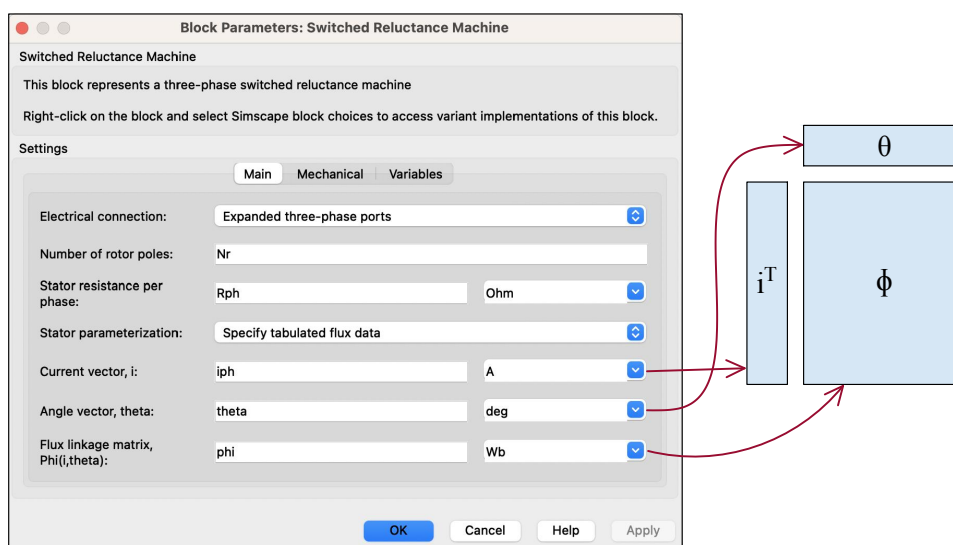 Block Parameters: Switched Reluctance Machine
Switched Reluctance Machine
This block represents a three-phase switched reluctance machine
Right-click on the block and select Simscape block choices to access variant implementations of this block.
Settings
Main Mechanical Variables
Electrical connection: Expanded three-phase ports
Number of rotor poles: Nr
Stator resistance per
phase: Rph Ohm
Stator parameterization: Specify tabulated flux data
Current vector, i: iph A
Angle vector, theta: theta deg
Flux linkage matrix,
Phi(i,theta): phi Wb
OK Cancel Help Apply
θ
i^T
ϕ